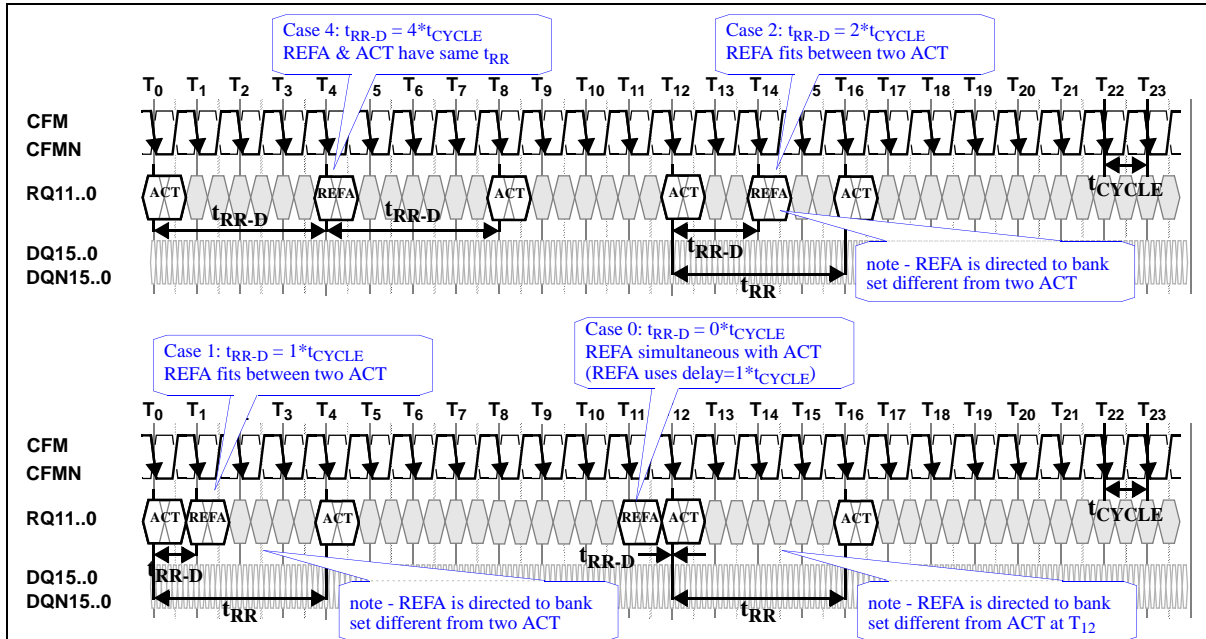 Case 4: tRR-D = 4*tCYCLE
REFA & ACT have same tRR
Case 2: tRR-D = 2*tCYCLE
REFA fits between two ACT
T0 T1 T2 T3 T4 5 T6 T7 T8 T9 T10 T11 T12 T13 T14 5 T16 T17 T18 T19 T20 T21 T22 T23
CFM
CFMN
RQ11..0 ACT REFA ACT ACT REFA ACT tCYCLE
tRR-D tRR-D tRR-D
DQ15..0
DQN15..0
tRR
note - REFA is directed to bank
set different from two ACT
Case 1: tRR-D = 1*tCYCLE
REFA fits between two ACT
Case 0: tRR-D = 0*tCYCLE
REFA simultaneous with ACT
(REFA uses delay=1*tCYCLE)
T0 T1 T3 T4 T5 T6 T7 T8 T9 T10 T11 12 T13 T14 T15 T16 T17 T18 T19 T20 T21 T22 T23
CFM
CFMN
RQ11..0 ACT REFA ACT REFA ACT ACT tCYCLE
tRR-D tRR-D
DQ15..0
DQN15..0
tRR tRR
note - REFA is directed to bank
set different from two ACT
note - REFA is directed to bank
set different from ACT at T12